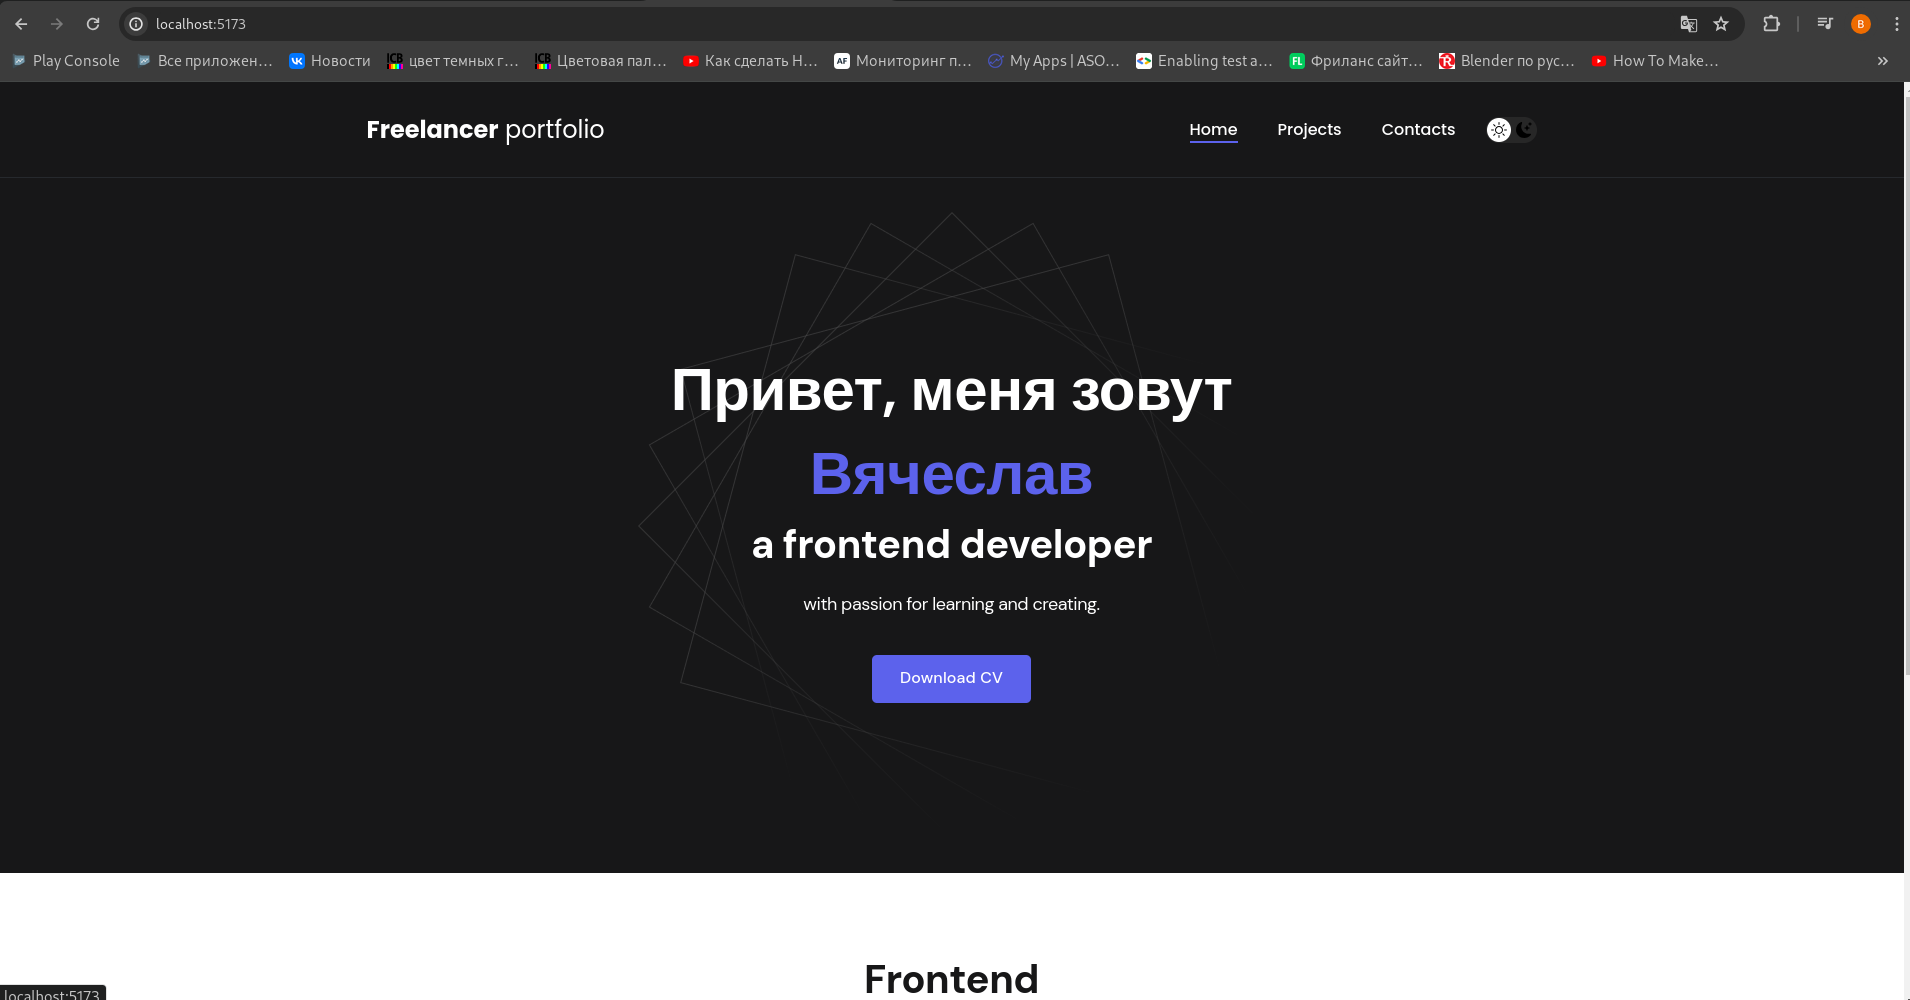 localhost:5173
Play Console Все приложен... Новости цвет темных г... Цветовая пал... Как сделать Н... AF Мониторинг п... My Apps | ASO... Enabling test a... FL Фриланс сайт... Blender по рус... How To Make... »
Freelancer portfolio Home Projects Contacts
Привет, меня зовут
Вячеслав
a frontend developer
with passion for learning and creating.
Download CV
Frontend
localhost:5173